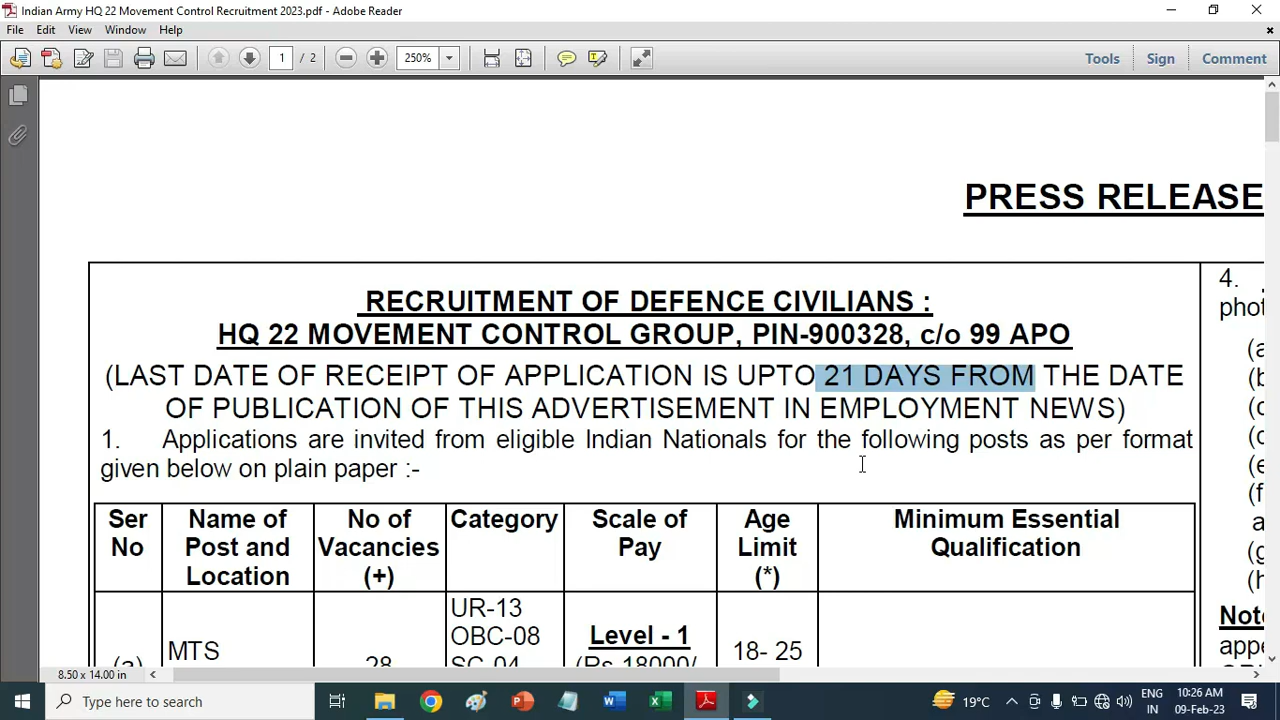 Indian Army HQ 22 Movement Control Recruitment 2023.pdf - Adobe Reader
File Edit View Window Help
1 / 2 250% Tools Sign Comment
PRESS RELEASE
RECRUITMENT OF DEFENCE CIVILIANS :
HQ 22 MOVEMENT CONTROL GROUP, PIN-900328, c/o 99 APO
(LAST DATE OF RECEIPT OF APPLICATION IS UPTO 21 DAYS FROM THE DATE
OF PUBLICATION OF THIS ADVERTISEMENT IN EMPLOYMENT NEWS)
1. Applications are invited from eligible Indian Nationals for the following posts as per format
given below on plain paper :-
Ser No
Name of Post and Location
No of Vacancies (+)
Category
Scale of Pay
Age Limit (*)
Minimum Essential Qualification
(a)
MTS
28
UR-13
OBC-08
SC-04
Level - 1
(Rs 18000/
18- 25
4.
8.50 x 14.00 in
Type here to search
19°C
ENG
IN
10:26 AM
09-Feb-23